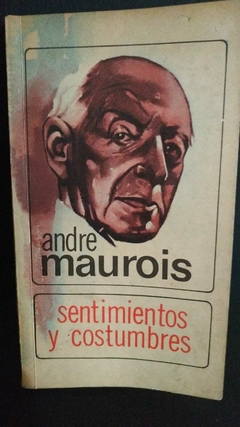 andre
maurois
sentimientos
y costumbres